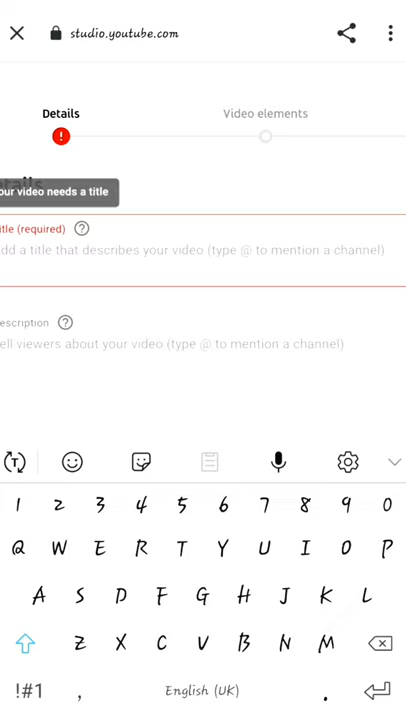 studio.youtube.com
Details
Video elements
our video needs a title
itle (required)
dd a title that describes your video (type @ to mention a channel)
escription
ell viewers about your video (type @ to mention a channel)
1 2 3 4 5 6 7 8 9 0
Q W E R T Y U I O P
A S D F G H J K L
Z X C V B N M
!#1 , English (UK) .